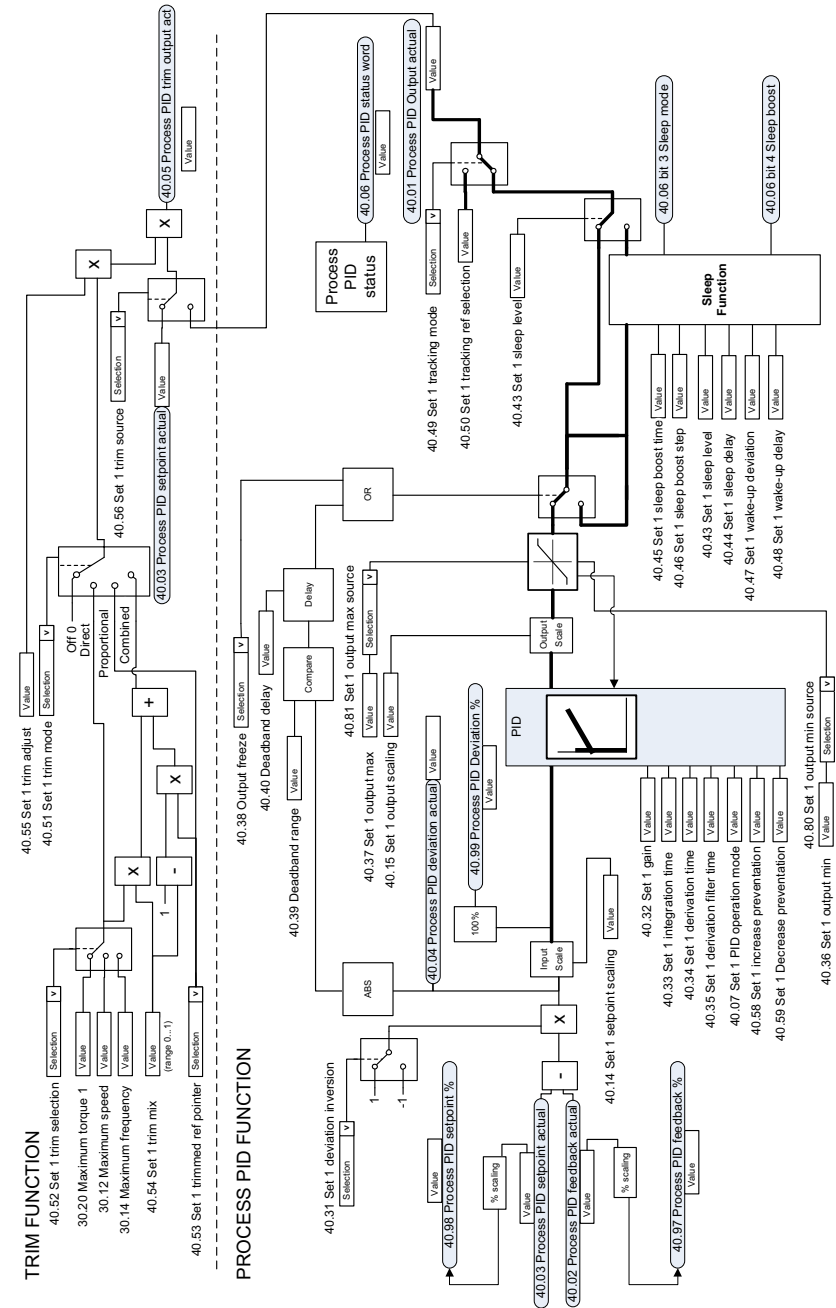 TRIM FUNCTION
40.55 Set 1 trim adjust
Value
40.51 Set 1 trim mode
Selection
v
Off 0
Direct
Proportional
Combined
40.52 Set 1 trim selection
Selection
v
30.20 Maximum torque 1
Value
30.12 Maximum speed
Value
30.14 Maximum frequency
Value
40.54 Set 1 trim mix
Value
(range 0...1)
40.53 Set 1 trimmed ref pointer
Selection
v
X
1
-
X
+
40.56 Set 1 trim source
Selection
v
40.03 Process PID setpoint actual
Value
X
X
40.05 Process PID trim output act
Value
PROCESS PID FUNCTION
40.38 Output freeze
Selection
v
40.40 Deadband delay
Value
40.39 Deadband range
Value
Compare
Delay
OR
ABS
40.31 Set 1 deviation inversion
Selection
v
1
-1
40.37 Set 1 output max
Value
40.81 Set 1 output max source
Selection
v
40.15 Set 1 output scaling
Value
40.04 Process PID deviation actual
Value
40.99 Process PID Deviation %
Value
100%
Value
40.98 Process PID setpoint %
% scaling
Value
40.03 Process PID setpoint actual
40.02 Process PID feedback actual
Value
% scaling
40.97 Process PID feedback %
Value
-
X
Input
Scale
40.14 Set 1 setpoint scaling
Value
PID
Output
Scale
40.32 Set 1 gain
Value
40.33 Set 1 integration time
Value
40.34 Set 1 derivation time
Value
40.35 Set 1 derivation filter time
Value
40.07 Set 1 PID operation mode
Value
40.58 Set 1 increase preventation
Value
40.59 Set 1 Decrease preventation
Value
40.80 Set 1 output min source
40.36 Set 1 output min
Value
Selection
v
Process
PID
status
40.06 Process PID status word
Value
40.49 Set 1 tracking mode
Selection
v
40.50 Set 1 tracking ref selection
Value
40.01 Process PID Output actual
Value
40.43 Set 1 sleep level
Value
40.45 Set 1 sleep boost time
Value
40.46 Set 1 sleep boost step
Value
40.43 Set 1 sleep level
Value
40.44 Set 1 sleep delay
Value
40.47 Set 1 wake-up deviation
Value
40.48 Set 1 wake-up delay
Value
Sleep
Function
40.06 bit 3 Sleep mode
40.06 bit 4 Sleep boost